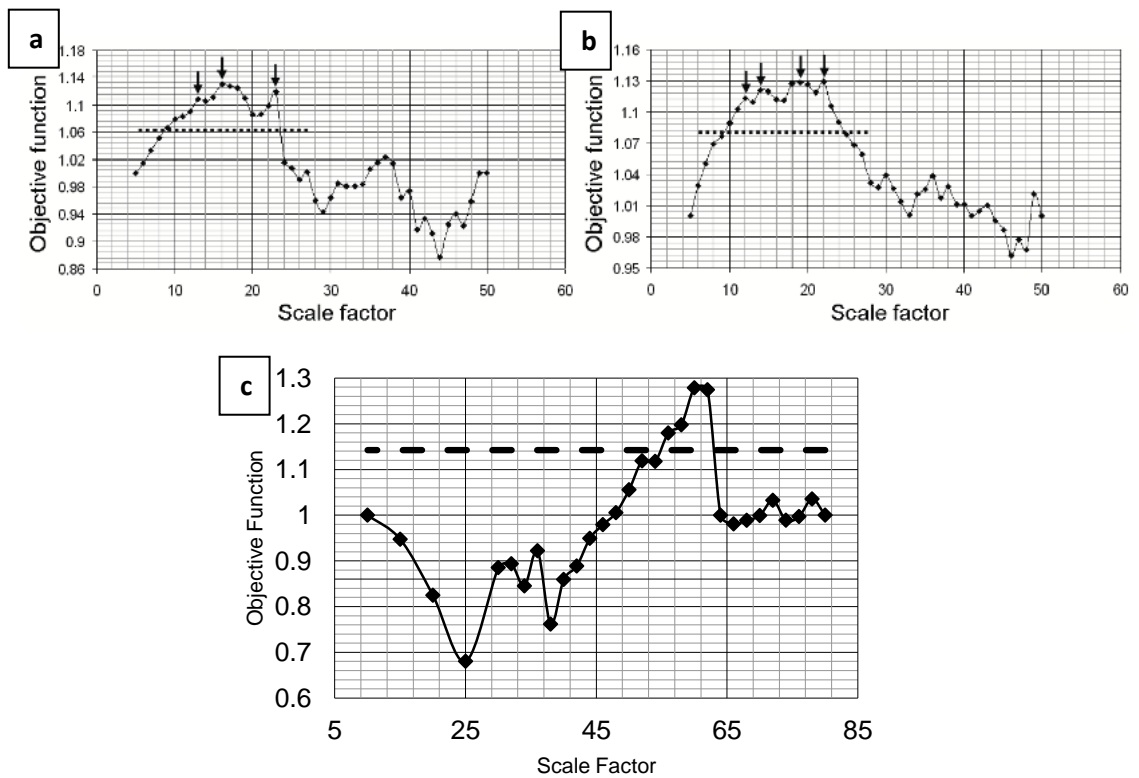 a
1.18
1.14
1.1
1.06
1.02
0.98
0.94
0.9
0.86
0 10 20 30 40 50 60
Objective function
Scale factor
b
1.16
1.13
1.10
1.07
1.04
1.01
0.98
0.95
0 10 20 30 40 50 60
Objective function
Scale factor
c
1.3
1.2
1.1
1
0.9
0.8
0.7
0.6
5 25 45 65 85
Objective Function
Scale Factor